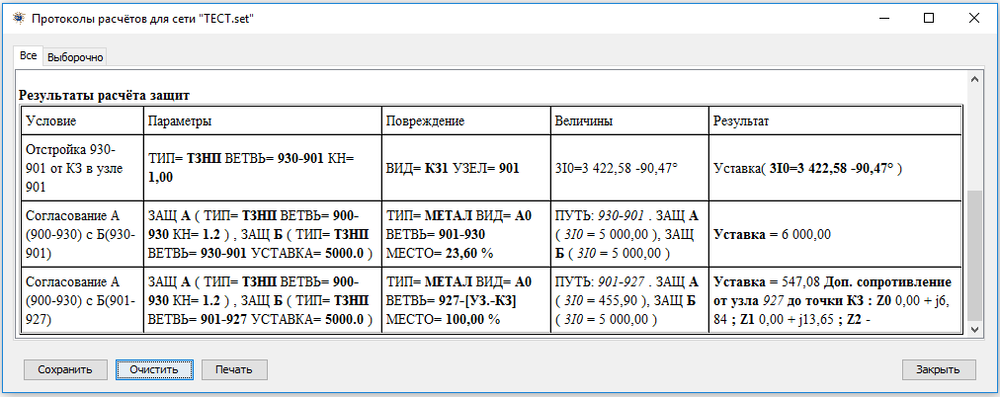 Протоколы расчётов для сети "ТЕСТ.set"
Все
Выборочно
Результаты расчёта защит
Условие
Параметры
Повреждение
Величины
Результат
Отстройка 930-
901 от КЗ в узле
901
ТИП= ТЗНП ВЕТВЬ= 930-901 КН=
1,00
ВИД= КЗ1 УЗЕЛ= 901
3I0=3 422,58 -90,47°
Уставка( 3I0=3 422,58 -90,47° )
Согласование А
(900-930) с Б(930-
901)
ЗАЩ А ( ТИП= ТЗНП ВЕТВЬ= 900-
930 КН= 1.2 ) , ЗАЩ Б ( ТИП= ТЗНП
ВЕТВЬ= 930-901 УСТАВКА= 5000.0 )
ТИП= МЕТАЛ ВИД= А0
ВЕТВЬ= 901-930
МЕСТО= 23,60 %
ПУТЬ: 930-901 . ЗАЩ А
( 3I0 = 5 000,00 ), ЗАЩ
Б ( 3I0 = 5 000,00 )
Уставка = 6 000,00
Согласование А
(900-930) с Б(901-
927)
ЗАЩ А ( ТИП= ТЗНП ВЕТВЬ= 900-
930 КН= 1.2 ) , ЗАЩ Б ( ТИП= ТЗНП
ВЕТВЬ= 901-927 УСТАВКА= 5000.0 )
ТИП= МЕТАЛ ВИД= А0
ВЕТВЬ= 927-[УЗ.-КЗ]
МЕСТО= 100,00 %
ПУТЬ: 901-927 . ЗАЩ А
( 3I0 = 455,90 ), ЗАЩ Б
( 3I0 = 5 000,00 )
Уставка = 547,08 Доп. сопротивление
от узла 927 до точки КЗ : Z0 0,00 + j6,
84 ; Z1 0,00 + j13,65 ; Z2 -
Сохранить
Очистить
Печать
Закрыть